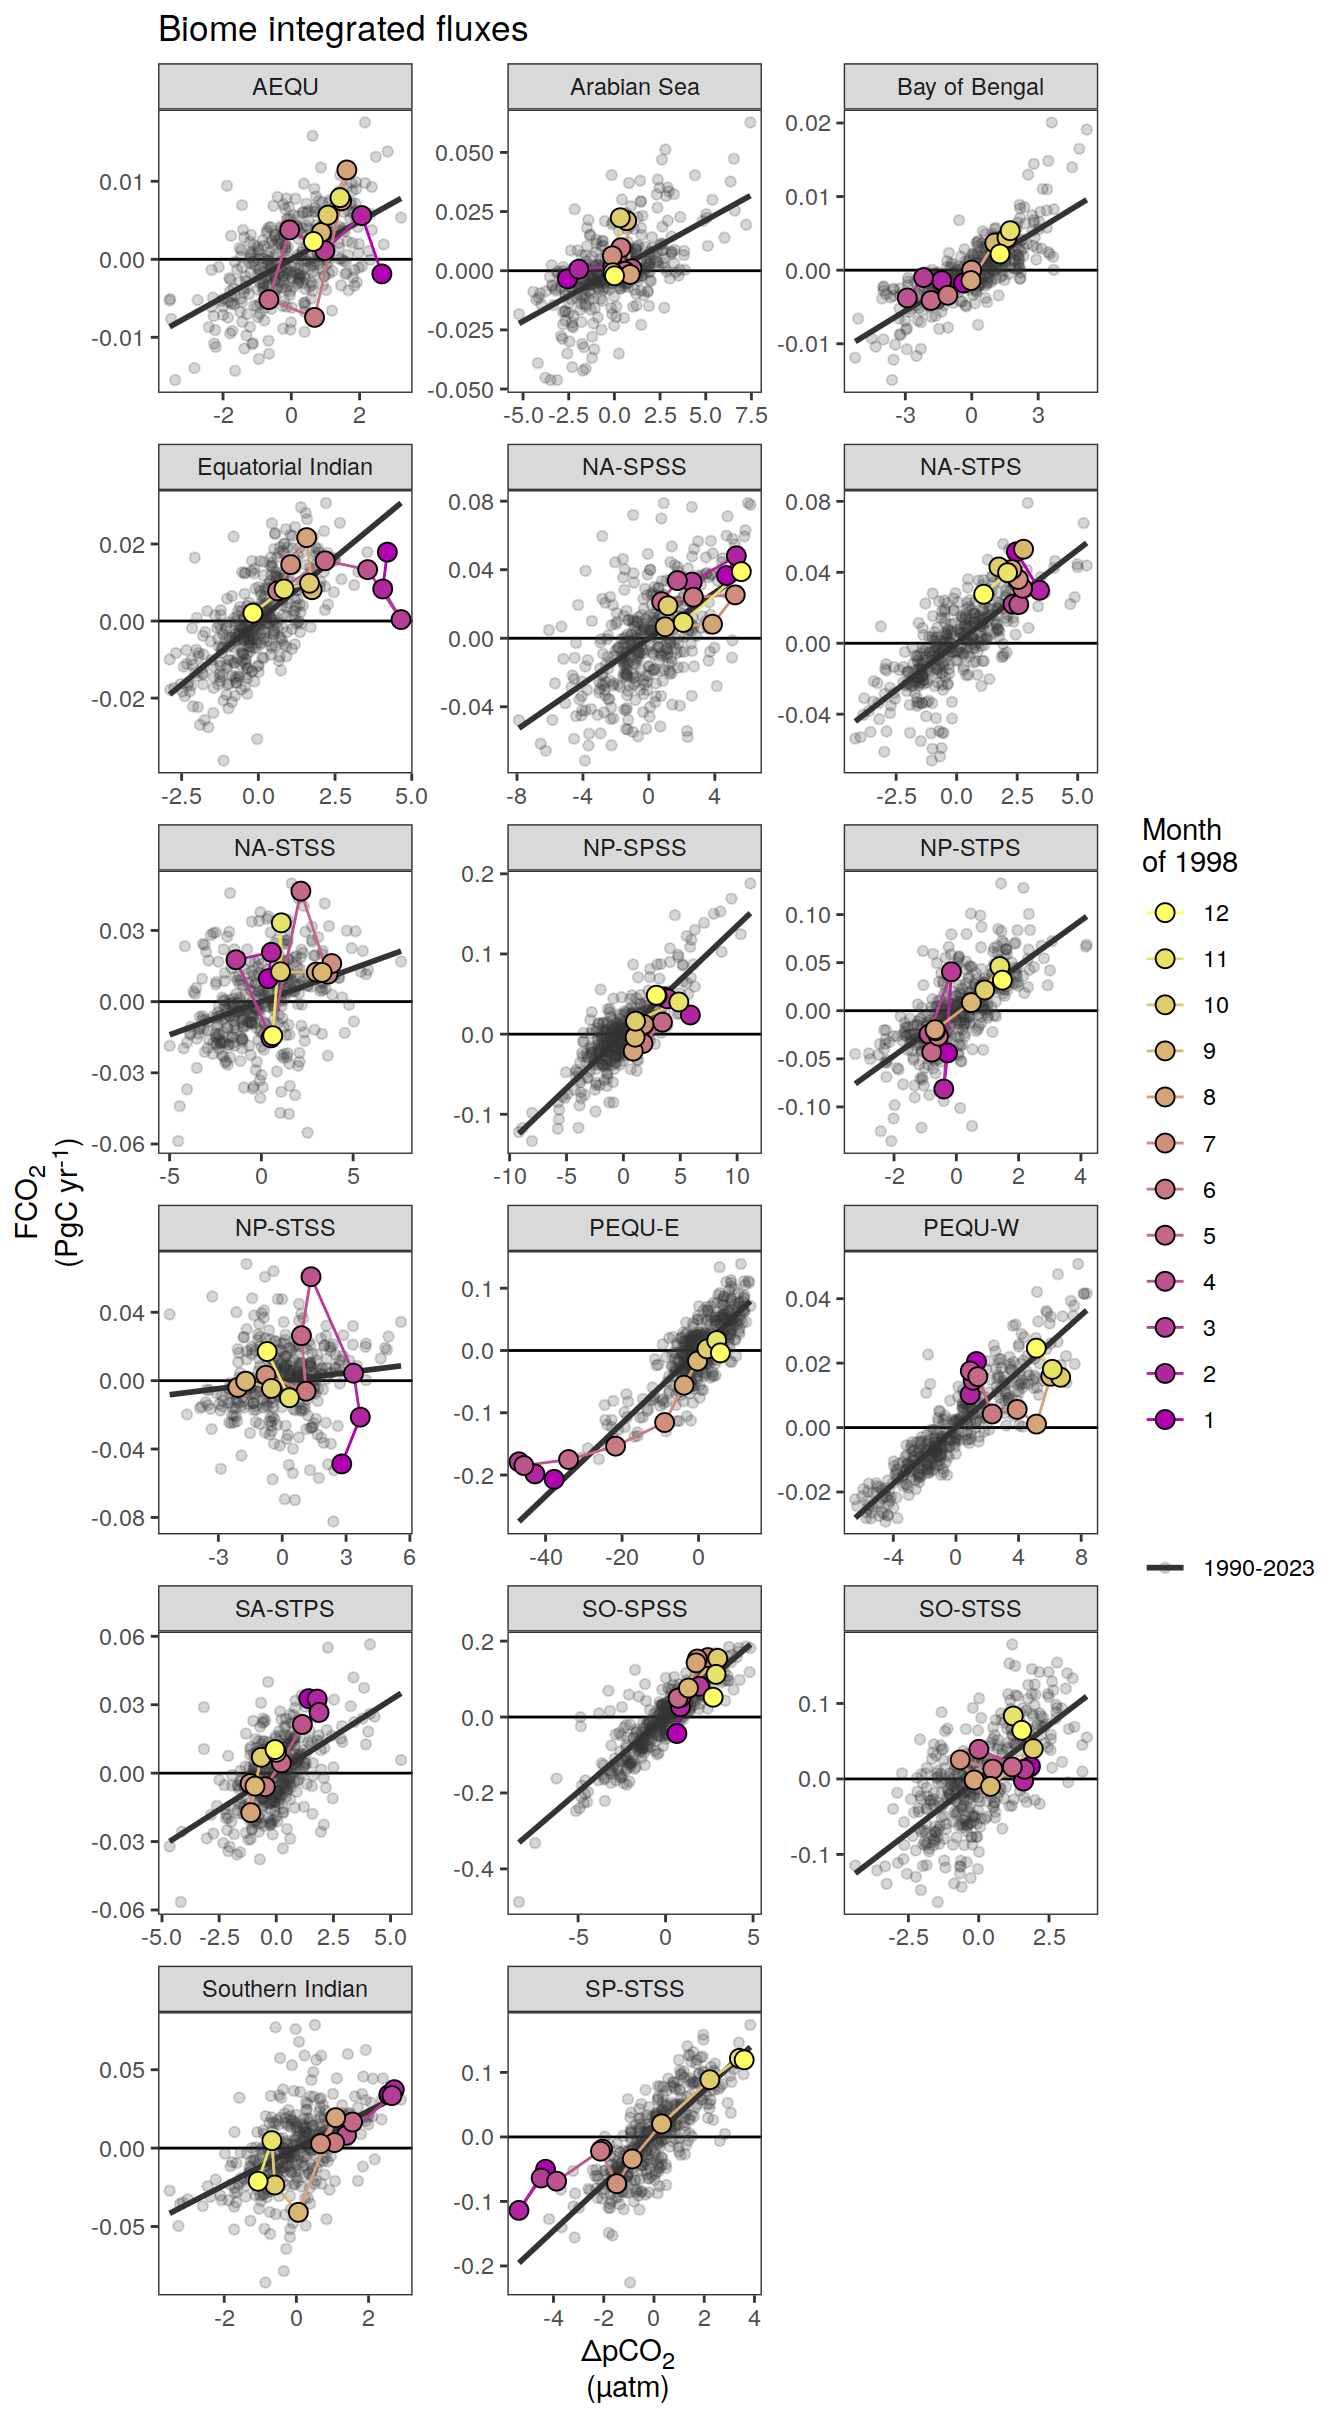 Biome integrated fluxes
AEQU
Arabian Sea
Bay of Bengal
0.01
0.00
-0.01
-2 0 2
0.050
0.025
0.000
-0.025
-0.050
-5.0 -2.5 0.0 2.5 5.0 7.5
0.02
0.01
0.00
-0.01
-3 0 3
Equatorial Indian
NA-SPSS
NA-STPS
0.02
0.00
-0.02
-2.5 0.0 2.5 5.0
0.08
0.04
0.00
-0.04
-8 -4 0 4
0.08
0.04
0.00
-0.04
-2.5 0.0 2.5 5.0
NA-STSS
NP-SPSS
NP-STPS
0.03
0.00
-0.03
-0.06
-5 0 5
0.2
0.1
0.0
-0.1
-10 -5 0 5 10
0.10
0.05
0.00
-0.05
-0.10
-2 0 2 4
NP-STSS
PEQU-E
PEQU-W
0.04
0.00
-0.04
-0.08
-3 0 3 6
0.1
0.0
-0.1
-0.2
-40 -20 0
0.04
0.02
0.00
-0.02
-4 0 4 8
SA-STPS
SO-SPSS
SO-STSS
0.06
0.03
0.00
-0.03
-0.06
-5.0 -2.5 0.0 2.5 5.0
0.2
0.0
-0.2
-0.4
-5 0 5
0.1
0.0
-0.1
-2.5 0.0 2.5
Southern Indian
SP-STSS
0.05
0.00
-0.05
-2 0 2
0.1
0.0
-0.1
-0.2
-4 -2 0 2 4
FCO₂
(PgC yr⁻¹)
ΔpCO₂
(µatm)
Month
of 1998
12
11
10
9
8
7
6
5
4
3
2
1
1990-2023